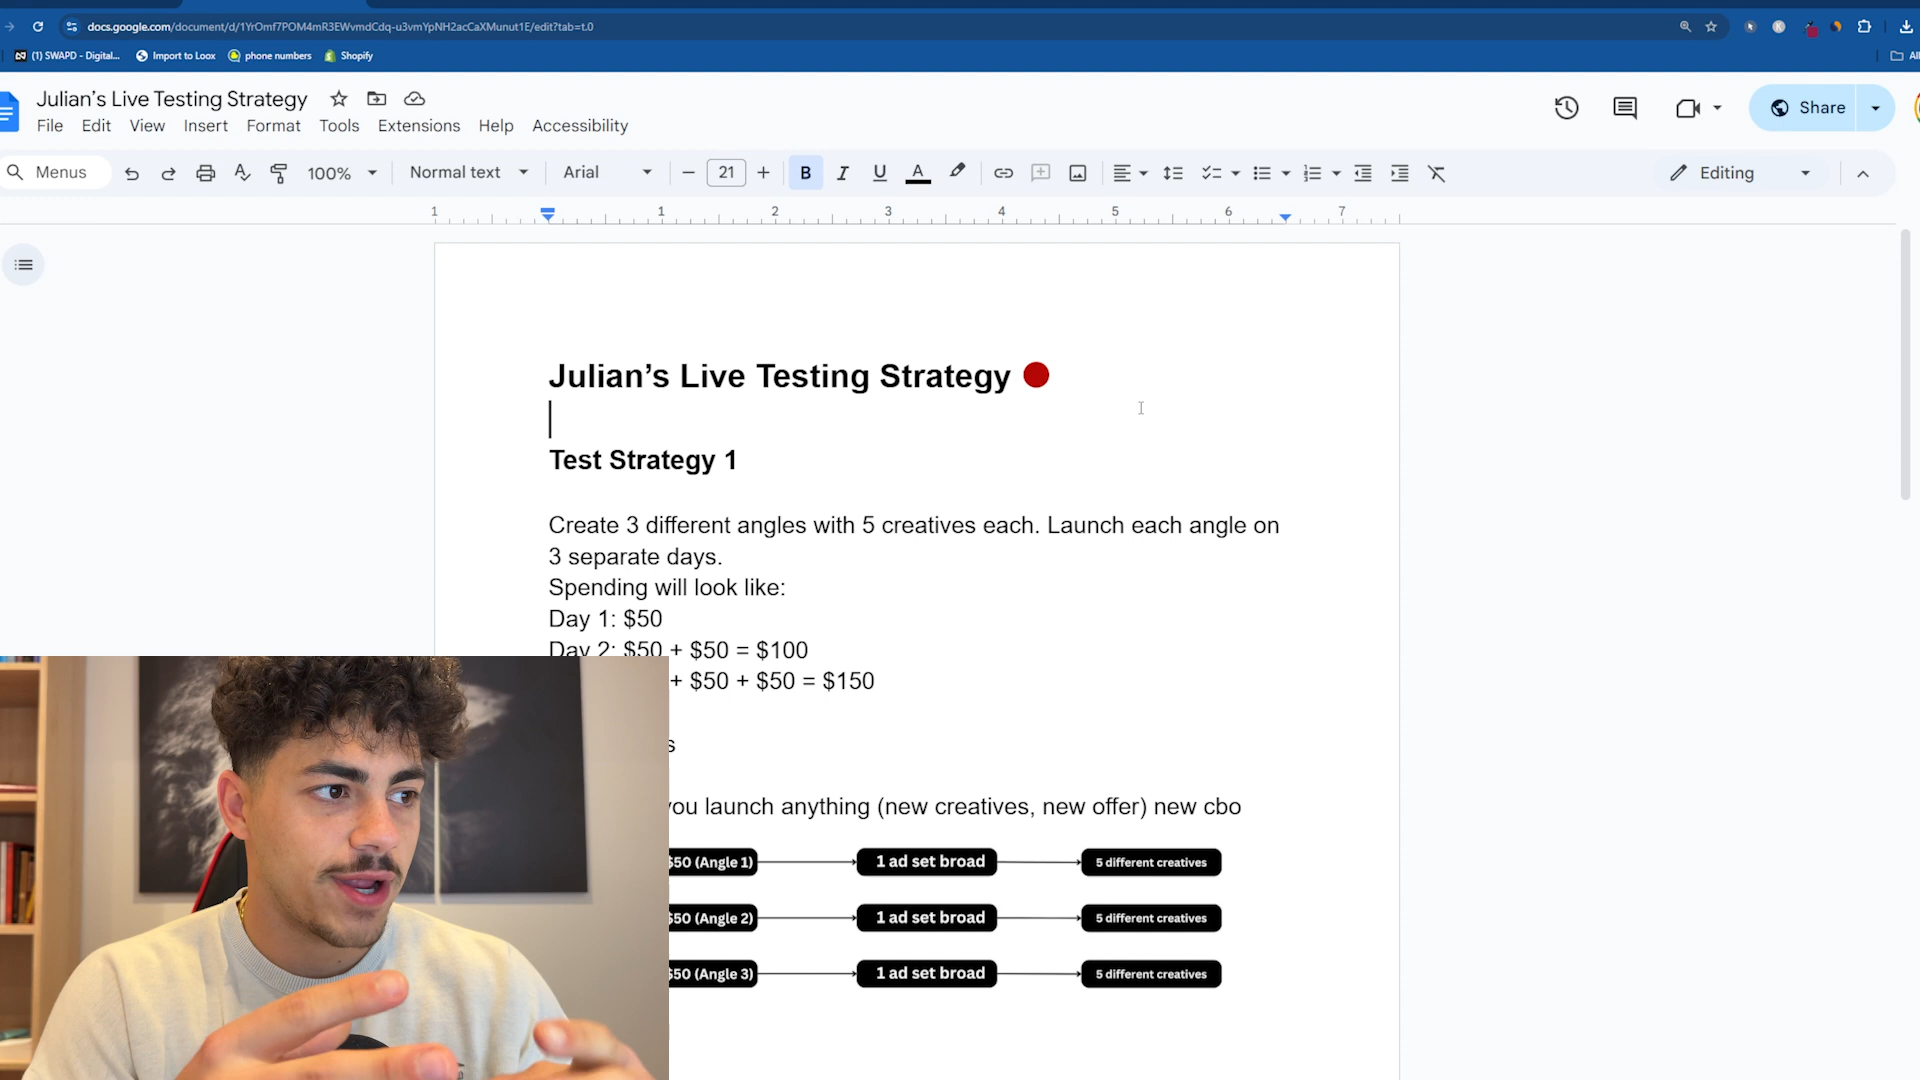 docs.google.com/document/d/1YrOmf7POM4mR3EWvmdCdq-u3vmYpNH2acCaXMunut1E/edit?tab=t.0
(1) SWAPD - Digital... Import to Loox phone numbers Shopify
Julian's Live Testing Strategy
File Edit View Insert Format Tools Extensions Help Accessibility
Share
Menus 100% Normal text Arial 21 B I U A Editing
1 1 2 3 4 5 6 7
Julian's Live Testing Strategy
Test Strategy 1
Create 3 different angles with 5 creatives each. Launch each angle on
3 separate days.
Spending will look like:
Day 1: $50
Day 2: $50 + $50 = $100
+ $50 + $50 = $150
you launch anything (new creatives, new offer) new cbo
$50 (Angle 1) 1 ad set broad 5 different creatives
$50 (Angle 2) 1 ad set broad 5 different creatives
$50 (Angle 3) 1 ad set broad 5 different creatives